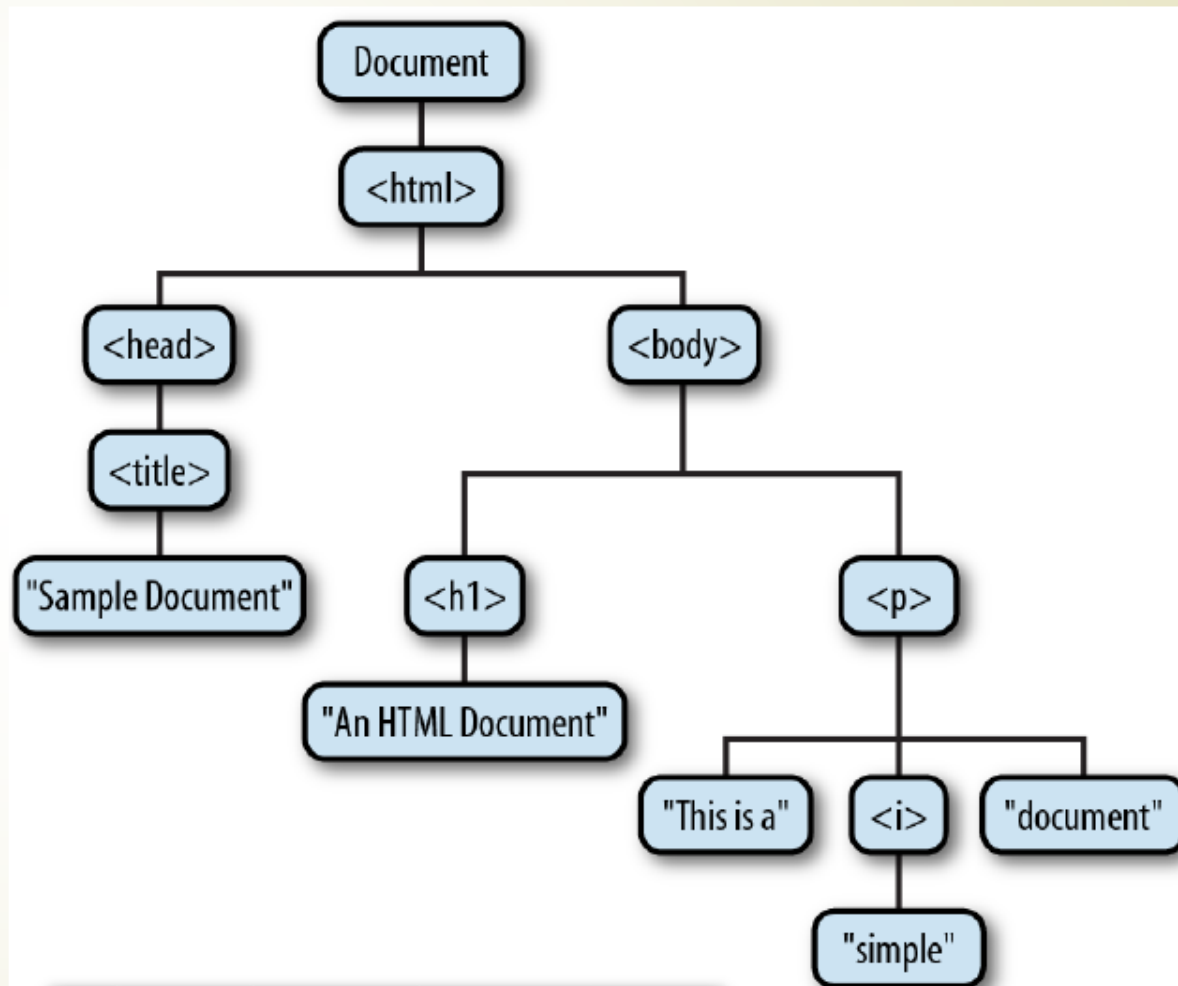 Document
<html>
<head>
<body>
<title>
"Sample Document"
<h1>
<p>
"An HTML Document"
"This is a"
<i>
"document"
"simple"